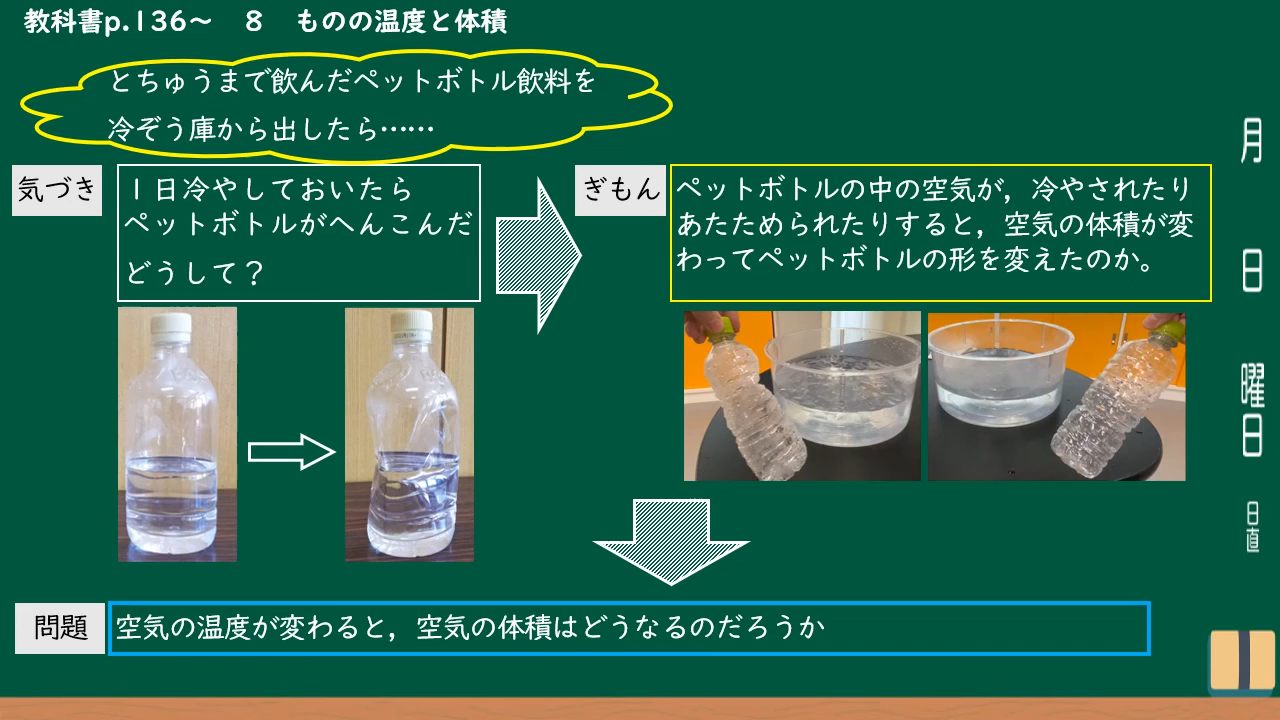 教科書p.136～　８　ものの温度と体積
とちゅうまで飲んだペットボトル飲料を
冷ぞう庫から出したら……
気づき
１日冷やしておいたら
ペットボトルがへんこんだ
どうして？
ぎもん
ペットボトルの中の空気が，冷やされたり
あたためられたりすると，空気の体積が変
わってペットボトルの形を変えたのか。
問題
空気の温度が変わると，空気の体積はどうなるのだろうか
月
日
曜日
日直